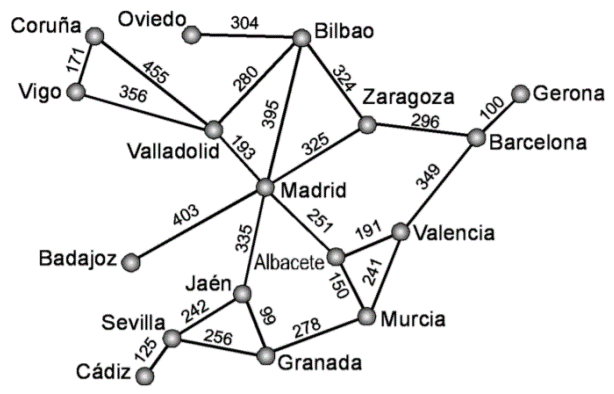 Coruña
Oviedo
304
Bilbao
171
455
280
324
Vigo
356
395
Zaragoza
Gerona
100
Valladolid
193
325
296
Barcelona
Madrid
349
403
251
191
Valencia
335
Badajoz
Albacete
241
Jaén
150
242
99
278
Murcia
Sevilla
256
125
Granada
Cádiz